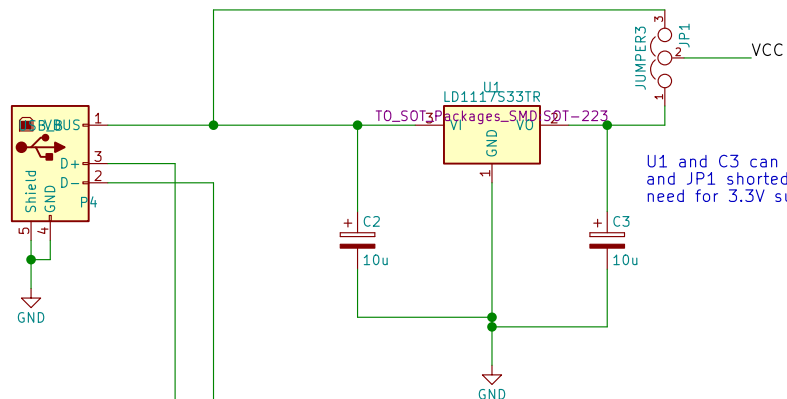 3
JP1
JUMPER3
2
VCC
1
U1
LD1117S33TR
TO_SOT_Packages_SMD:SOT-223
3
VI
VO
2
GND
1
VBUS
1
D+
3
D-
2
Shield
GND
P4
5
4
GND
+
C2
10u
+
C3
10u
GND
U1 and C3 can
and JP1 shorted
need for 3.3V su